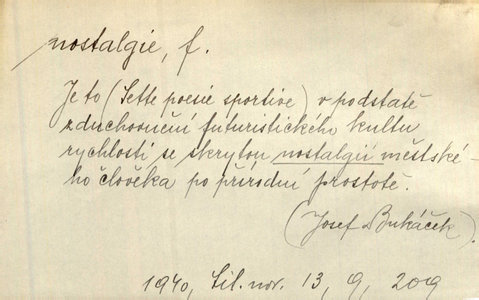 nostalgie, f.
Je to (Sette poesie sportive) v podstatě
zduchovnění futuristického kultu
rychlosti se skrytou nostalgií městské-
ho člověka po přírodní prostotě.
(Josef Bukáček).
1940, Lit. nov. 13, 9, 209